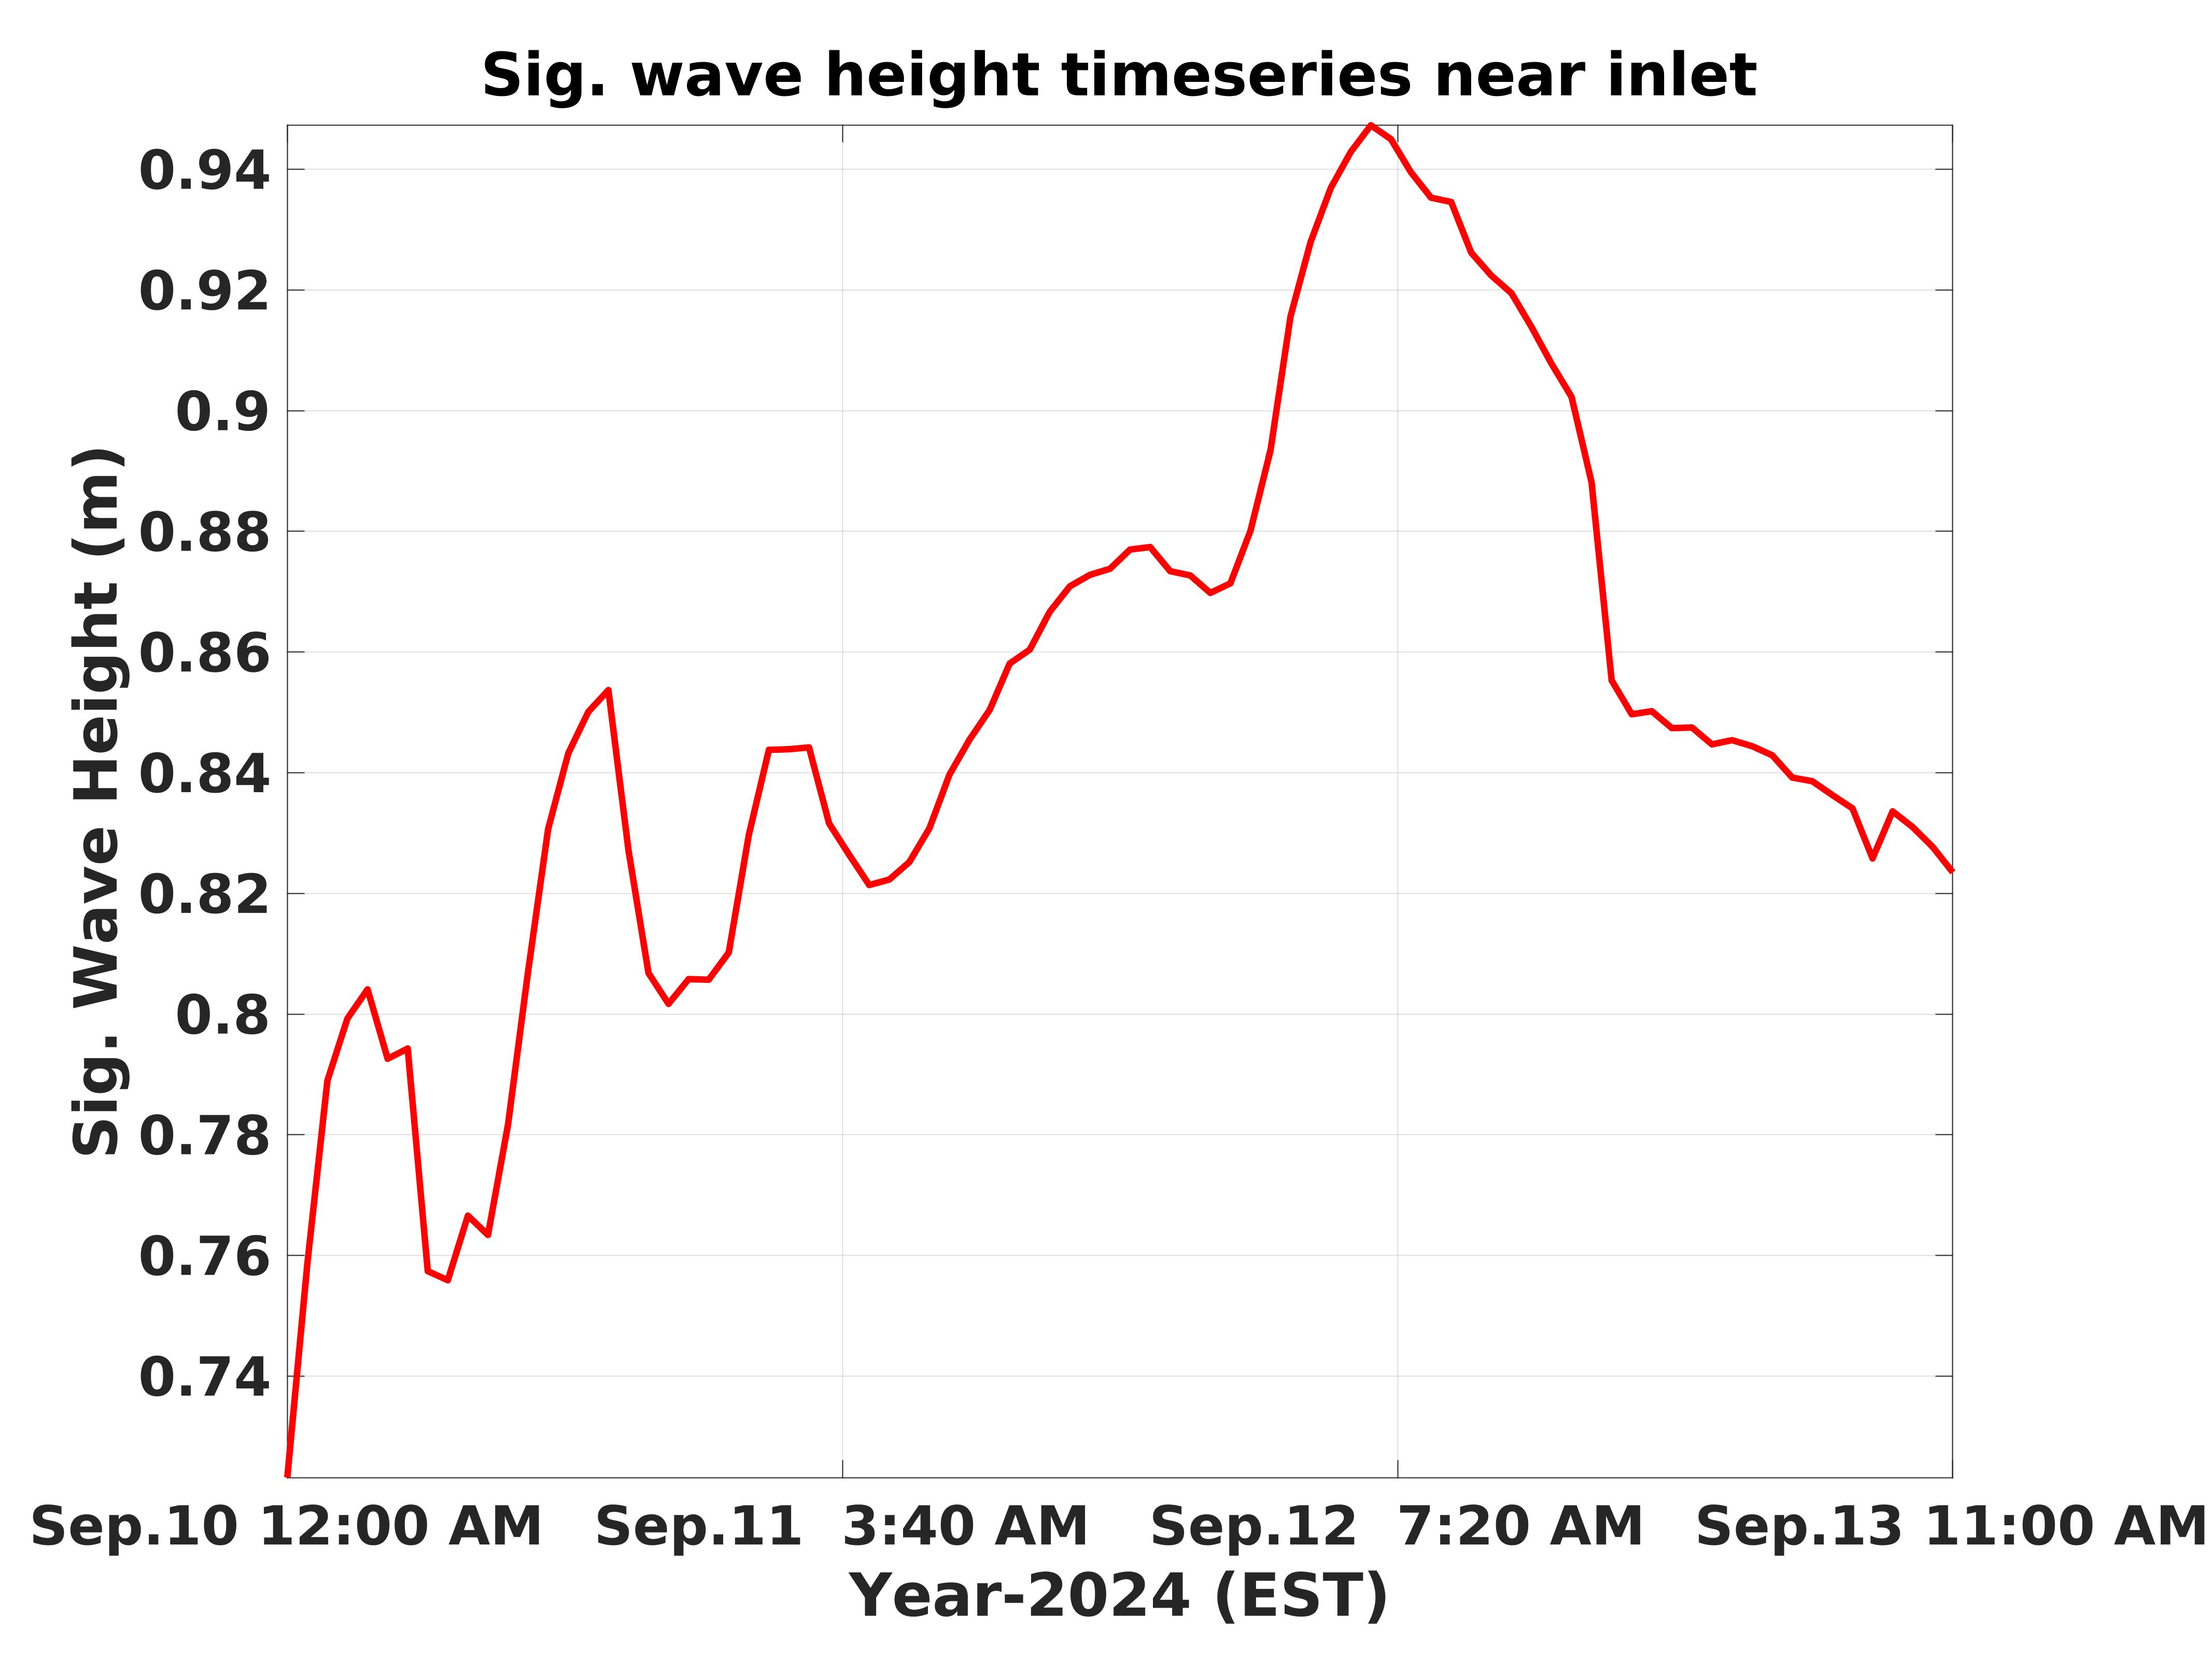 Sig. wave height timeseries near inlet
Sig. Wave Height (m)
0.94
0.92
0.9
0.88
0.86
0.84
0.82
0.8
0.78
0.76
0.74
Sep.10 12:00 AM Sep.11 3:40 AM Sep.12 7:20 AM Sep.13 11:00 AM
Year-2024 (EST)